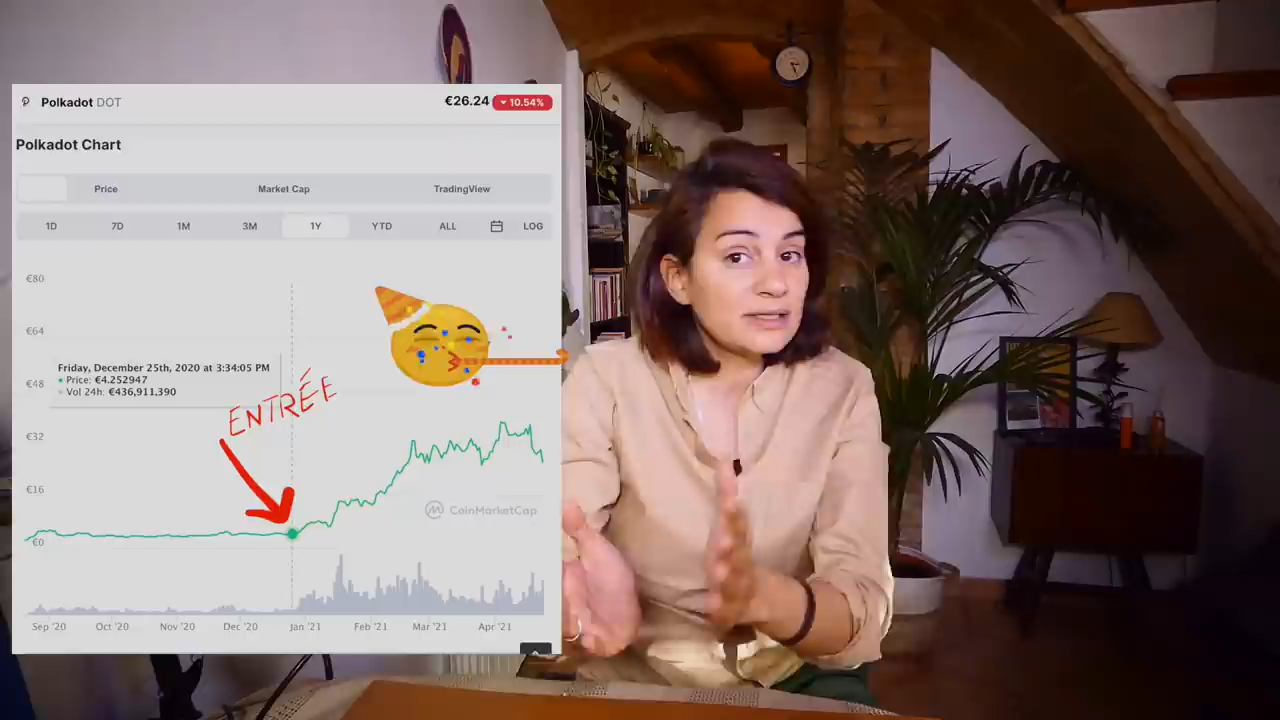 Polkadot DOT
€26.24
10.54%
Polkadot Chart
Price
Market Cap
TradingView
1D
7D
1M
3M
1Y
YTD
ALL
LOG
€80
€64
€48
€32
€16
€0
Friday, December 25th, 2020 at 3:34:05 PM
Price: €4.252947
Vol 24h: €436,911,390
ENTRÉE
CoinMarketCap
Sep '20
Oct '20
Nov '20
Dec '20
Jan '21
Feb '21
Mar '21
Apr '21